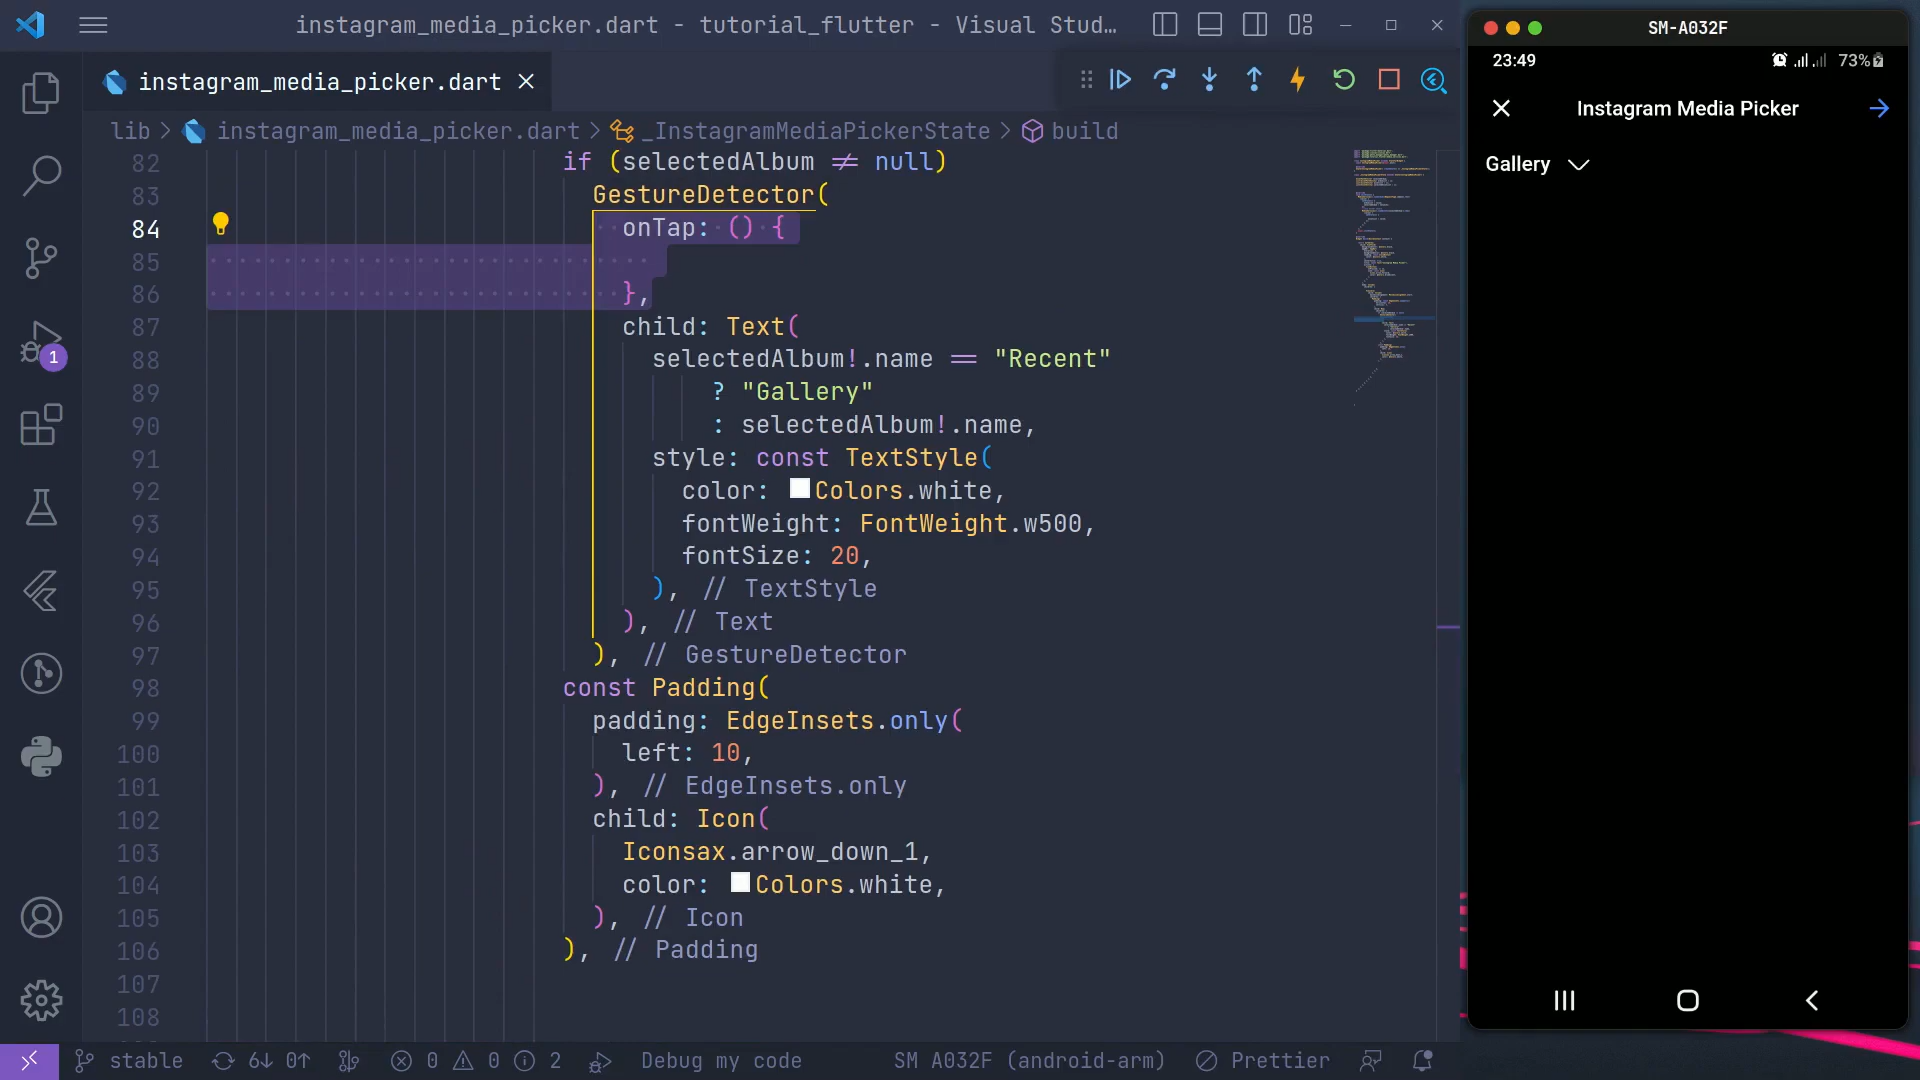 instagram_media_picker.dart - tutorial_flutter - Visual Stud...
instagram_media_picker.dart
lib > instagram_media_picker.dart > _InstagramMediaPickerState > build
82 if (selectedAlbum != null)
83 GestureDetector(
84 onTap: () {
85
86 },
87 child: Text(
88 selectedAlbum!.name == "Recent"
89 ? "Gallery"
90 : selectedAlbum!.name,
91 style: const TextStyle(
92 color: Colors.white,
93 fontWeight: FontWeight.w500,
94 fontSize: 20,
95 ), // TextStyle
96 ), // Text
97 ), // GestureDetector
98 const Padding(
99 padding: EdgeInsets.only(
100 left: 10,
101 ), // EdgeInsets.only
102 child: Icon(
103 Iconsax.arrow_down_1,
104 color: Colors.white,
105 ), // Icon
106 ), // Padding
107
108
1
stable 6↓ 0↑ 0 0 2 Debug my code SM A032F (android-arm) Prettier
SM-A032F
23:49 73%
Instagram Media Picker
Gallery